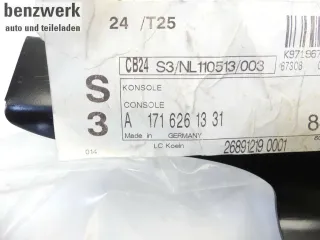 benzwerk
auto und teileladen
24 /T25
CB24 S3/NL110513/003
S
3
KONSOLE
CONSOLE
A 171 626 13 31
Made in GERMANY
LC Koeln
014
26891219 0001